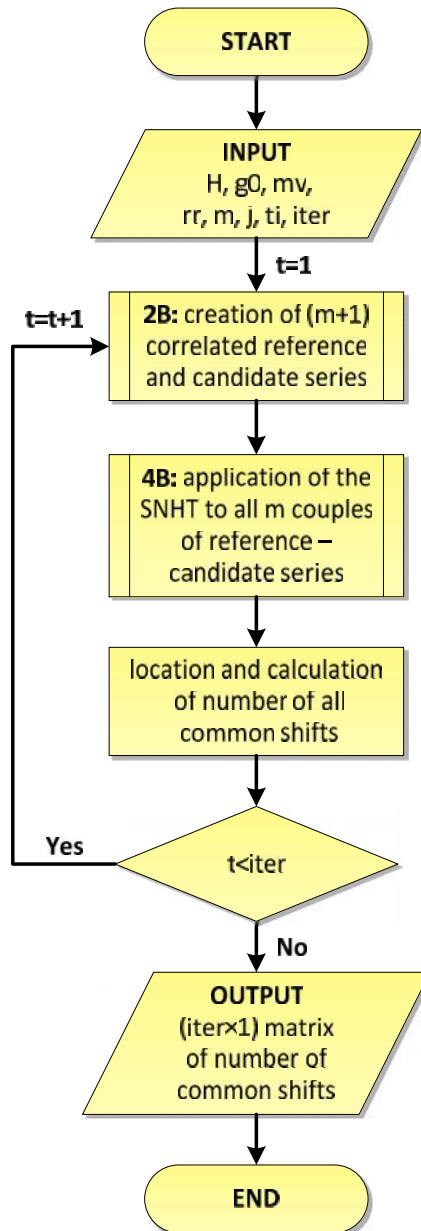 START
INPUT
H, g0, mv,
rr, m, j, ti, iter
t=1
t=t+1
2B: creation of (m+1)
correlated reference
and candidate series
4B: application of the
SNHT to all m couples
of reference –
candidate series
location and calculation
of number of all
common shifts
Yes
t<iter
No
OUTPUT
(iter×1) matrix
of number of
common shifts
END